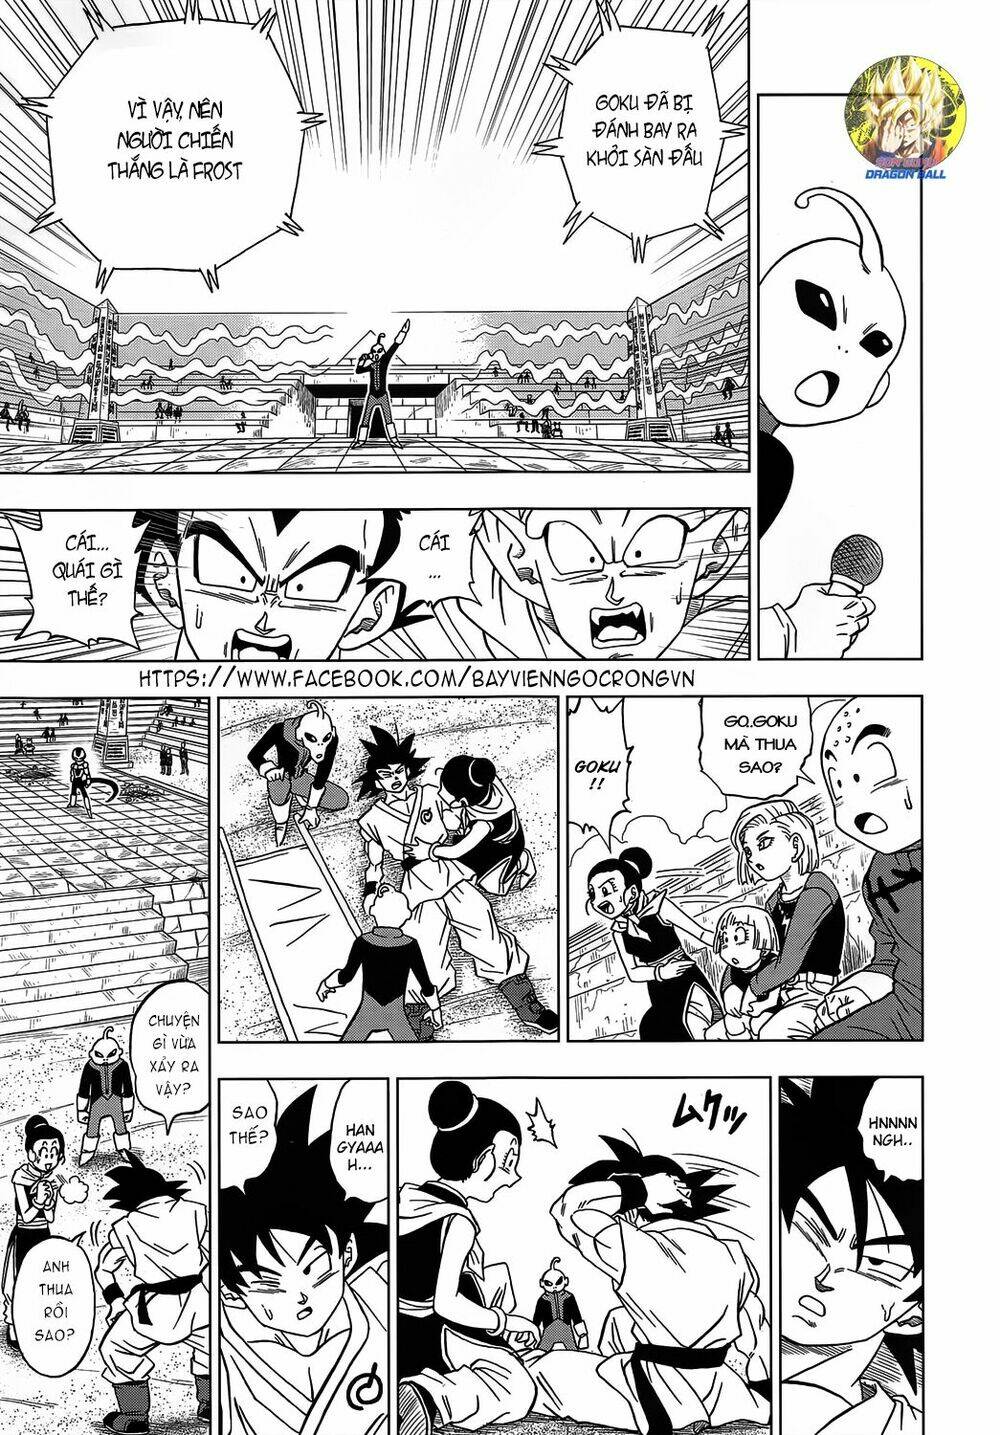 GOKU ĐÃ BỊ
ĐÁNH BAY RA
KHỎI SÀN ĐẤU
VÌ VẬY, NÊN
NGƯỜI CHIẾN
THẮNG LÀ FROST
DRAGON BALL
CÁI
...
CÁI...
QUÁI GÌ
THẾ?
HTTPS://WWW.FACEBOOK.COM/BAYVIENNGOCRONGVN
GO..GOKU
MÀ THUA
SAO?
GOKU
!!
CHUYỆN
GÌ VỪA
XẢY RA
VẬY?
HNNNN
NGH..
ムクッ
HAN
GYAAA
H...
SAO
THẾ?
ANH
THUA
RỒI
SAO?